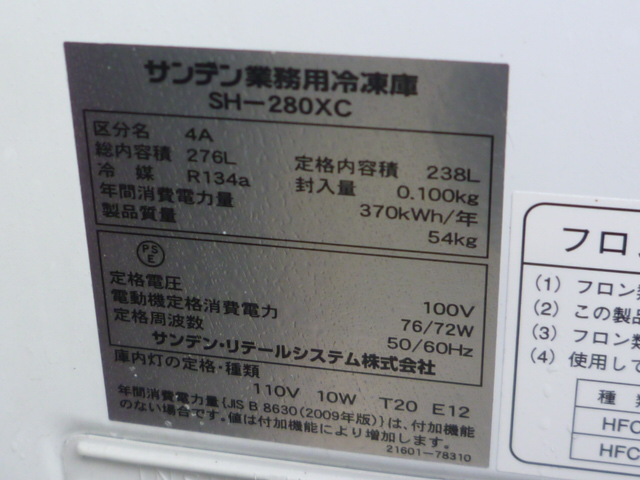 サンデン業務用冷凍庫
SH-280XC
区分名 4A
総内容積 276L 定格内容積 238L
冷 媒 R134a 封入量 0.100kg
年間消費電力量 370kWh/年
製品質量 54kg
PS
E
定格電圧 100V
電動機定格消費電力 76/72W
定格周波数 50/60Hz
サンデン・リテールシステム株式会社
庫内灯の定格・種類
110V 10W T20 E12
年間消費電力量{JIS B 8630(2009年版)}は、付加機能
のない場合です。値は付加機能により増加します。
21601-78310
フロン
(1) フロン類
(2) この製品
(3) フロン類
(4) 使用して
種 類
HFC
HFC